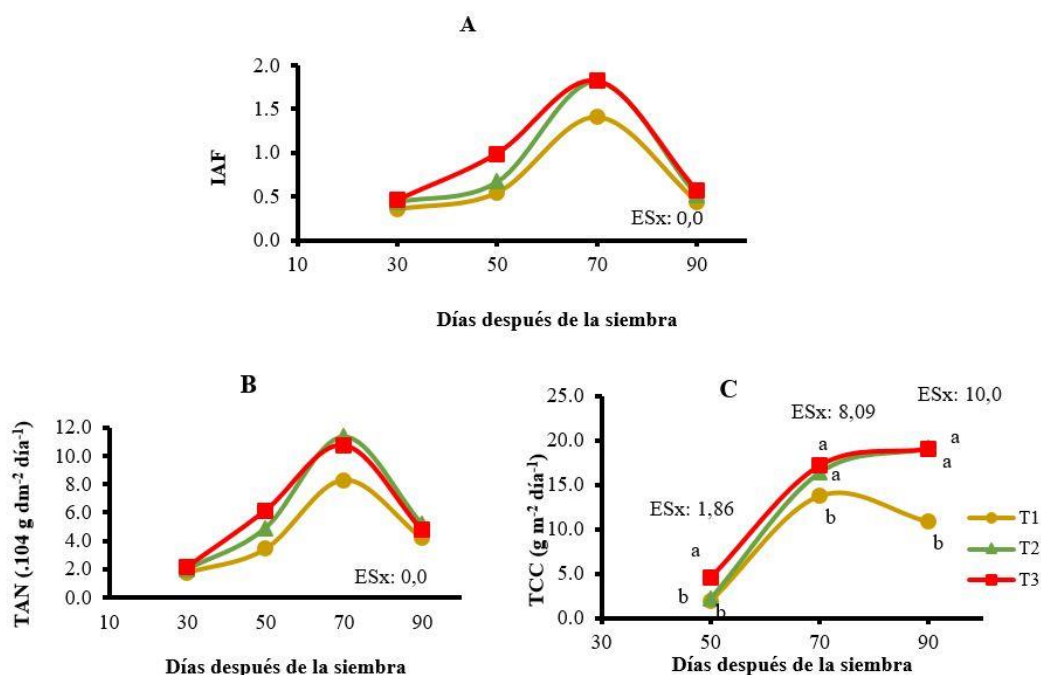 A
2.0
1.5
1.0
0.5
0.0
IAF
ESx: 0,0
10 30 50 70 90
Días después de la siembra
B
12.0
10.0
8.0
6.0
4.0
2.0
0.0
TAN (.104 g dm-2 día-1)
ESx: 0,0
10 30 50 70 90
Días después de la siembra
C
25.0
20.0
15.0
10.0
5.0
0.0
TCC (g m-2 día-1)
ESx: 1,86
ESx: 8,09
ESx: 10,0
a
b
b
a
a
b
a
a
b
30 50 70 90
Días después de la siembra
T1
T2
T3